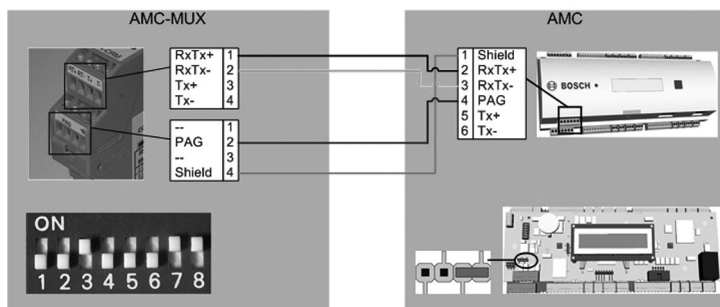 AMC-MUX
AMC
RxTx+ 1
RxTx- 2
Tx+ 3
Tx- 4
-- 1
PAG 2
-- 3
Shield 4
1 Shield
2 RxTx+
3 RxTx-
4 PAG
5 Tx+
6 Tx-
BOSCH
ON
1 2 3 4 5 6 7 8